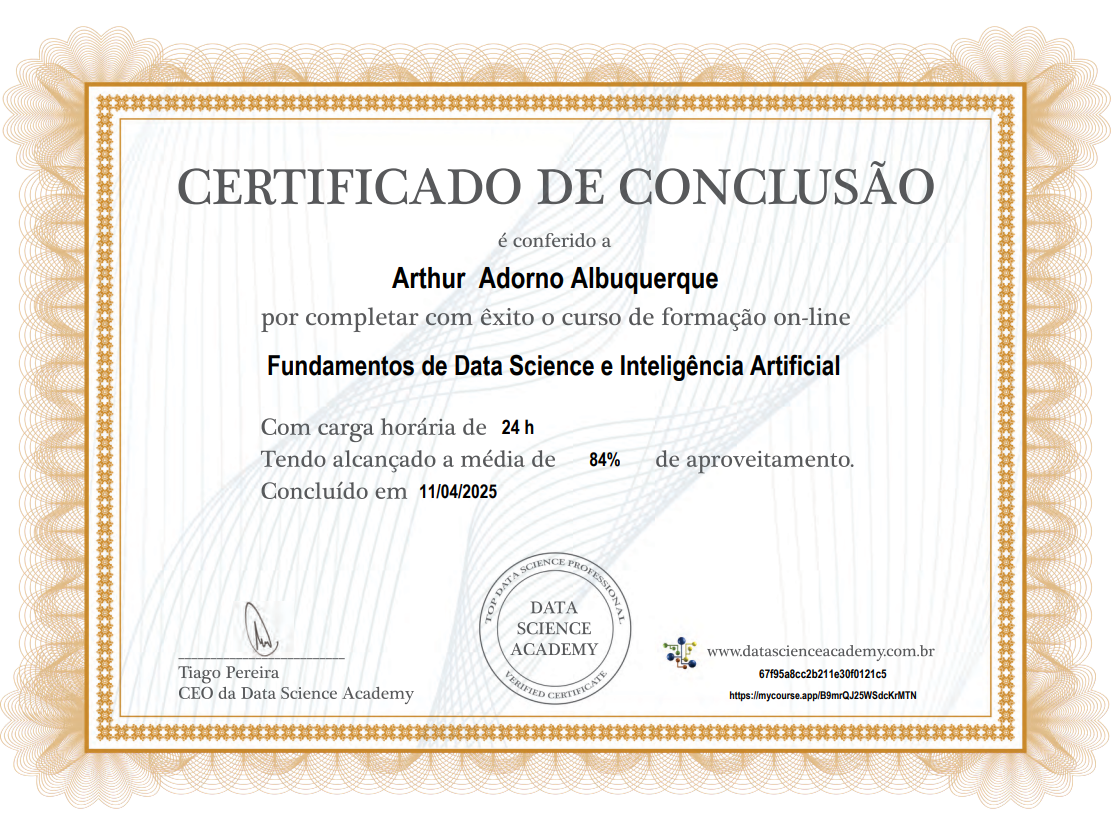 CERTIFICADO DE CONCLUSÃO
é conferido a
Arthur Adorno Albuquerque
por completar com êxito o curso de formação on-line
Fundamentos de Data Science e Inteligência Artificial
Com carga horária de 24 h
Tendo alcançado a média de 84% de aproveitamento.
Concluído em 11/04/2025
TOP DATA SCIENCE PROFESSIONAL
DATA
SCIENCE
ACADEMY
VERIFIED CERTIFICATE
Tiago Pereira
CEO da Data Science Academy
www.datascienceacademy.com.br
67f95a8cc2b211e30f0121c5
https://mycourse.app/B9mrQJ25WSdcKrMTN